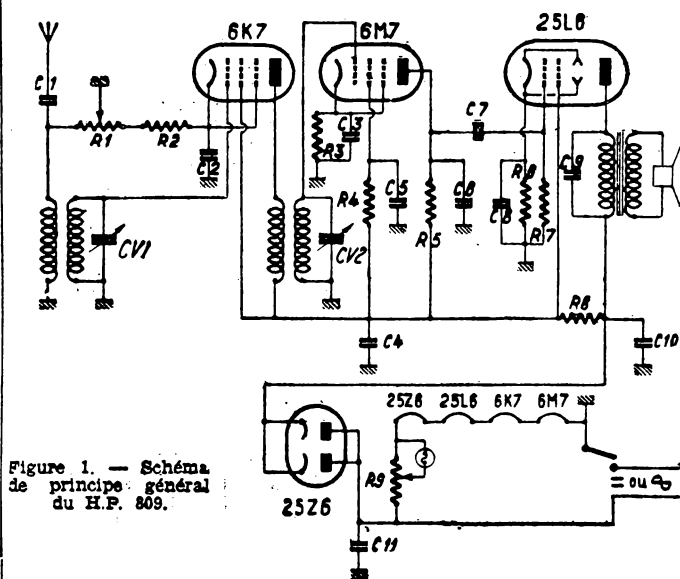 6K7
6M7
25L6
C1
R1
R2
C2
C3
R3
C7
R4
C5
R5
C8
C8
R6
R7
C9
CV1
CV2
R8
C4
C10
25Z6 25L6 6K7 6M7
R9
= ou
25Z6
C11
Figure 1. — Schéma
de principe général
du H.P. 809.